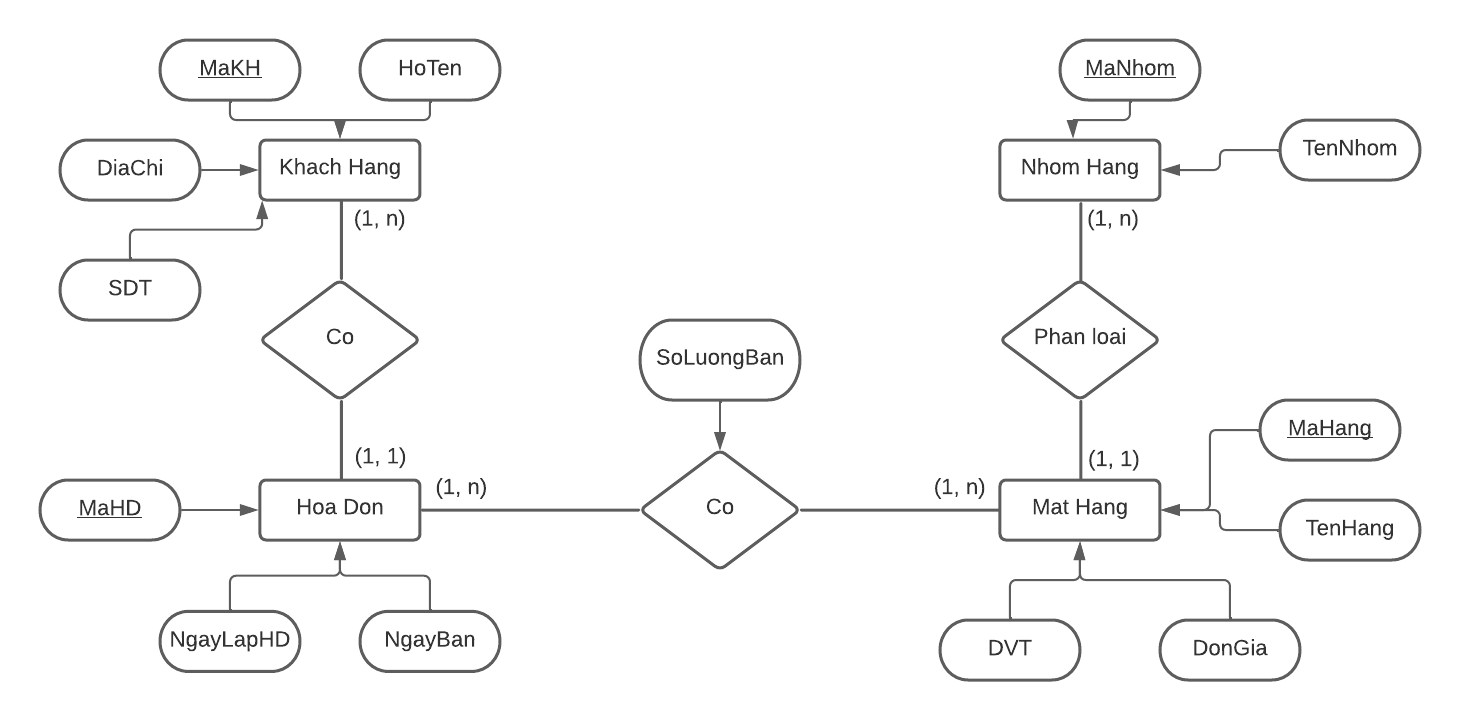 MaKH
HoTen
MaNhom
DiaChi
Khach Hang
Nhom Hang
TenNhom
(1, n)
(1, n)
SDT
Co
SoLuongBan
Phan loai
MaHang
(1, 1)
(1, 1)
(1, n)
(1, n)
MaHD
Hoa Don
Co
Mat Hang
TenHang
NgayLapHD
NgayBan
DVT
DonGia